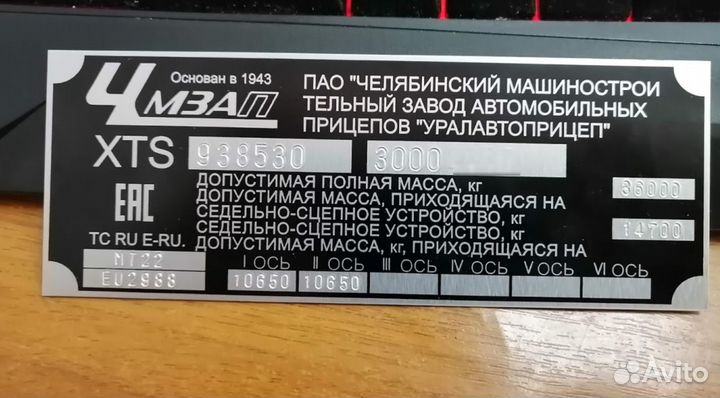 ЧМЗАП
Основан в 1943
ПАО "ЧЕЛЯБИНСКИЙ МАШИНОСТРОИ
ТЕЛЬНЫЙ ЗАВОД АВТОМОБИЛЬНЫХ
ПРИЦЕПОВ "УРАЛАВТОПРИЦЕП"
XTS 938530 3000
ДОПУСТИМАЯ ПОЛНАЯ МАССА, кг 36000
ДОПУСТИМАЯ МАССА, ПРИХОДЯЩАЯСЯ НА
СЕДЕЛЬНО-СЦЕПНОЕ УСТРОЙСТВО, кг
СЕДЕЛЬНО-СЦЕПНОЕ УСТРОЙСТВО, кг 14700
ДОПУСТИМАЯ МАССА, кг, ПРИХОДЯЩАЯСЯ НА
EAC
TC RU E-RU.
MT22
EU2988
I ОСЬ II ОСЬ III ОСЬ IV ОСЬ V ОСЬ VI ОСЬ
10650 10650
Avito